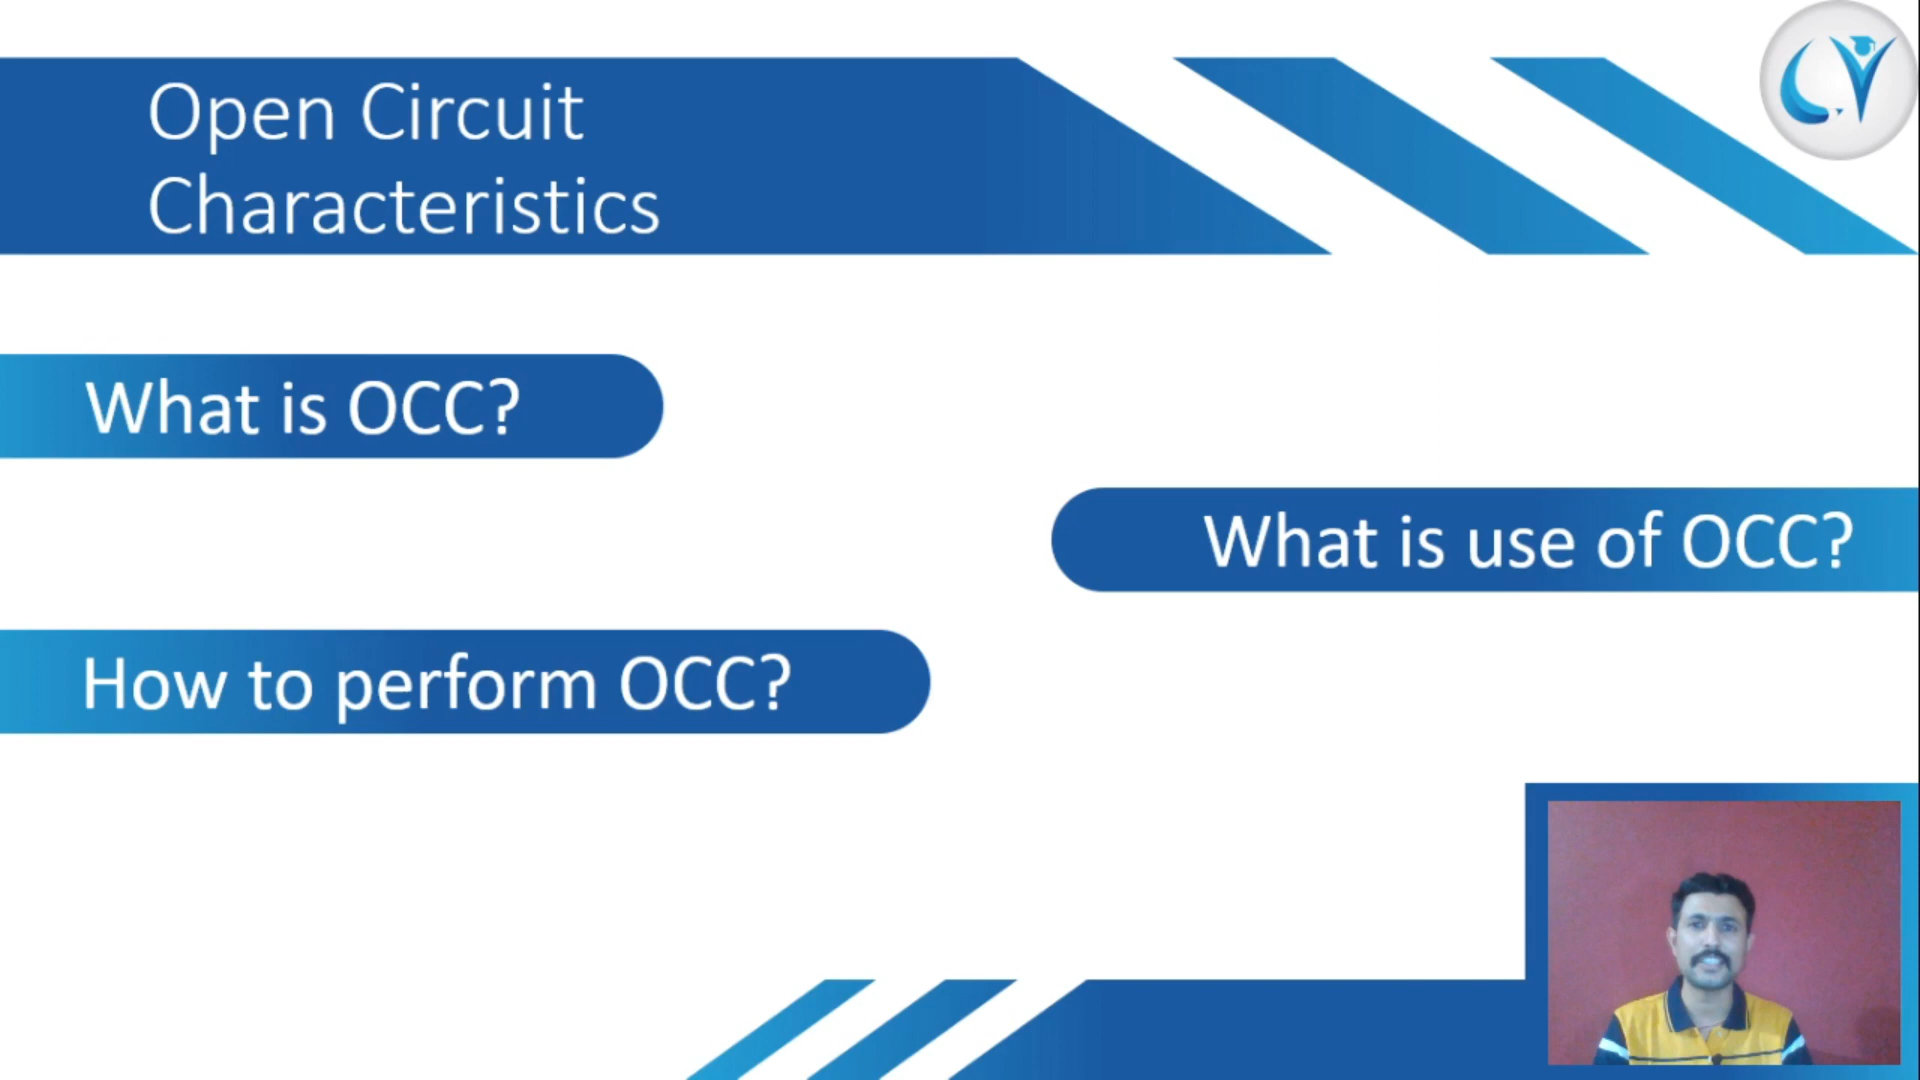 Open Circuit
Characteristics
What is OCC?
What is use of OCC?
How to perform OCC?